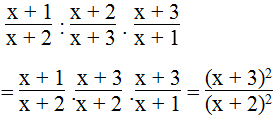 (x + 1)/(x + 2) : (x + 2)/(x + 3) . (x + 3)/(x + 1)
= (x + 1)/(x + 2) . (x + 3)/(x + 2) . (x + 3)/(x + 1) = (x + 3)²/(x + 2)²